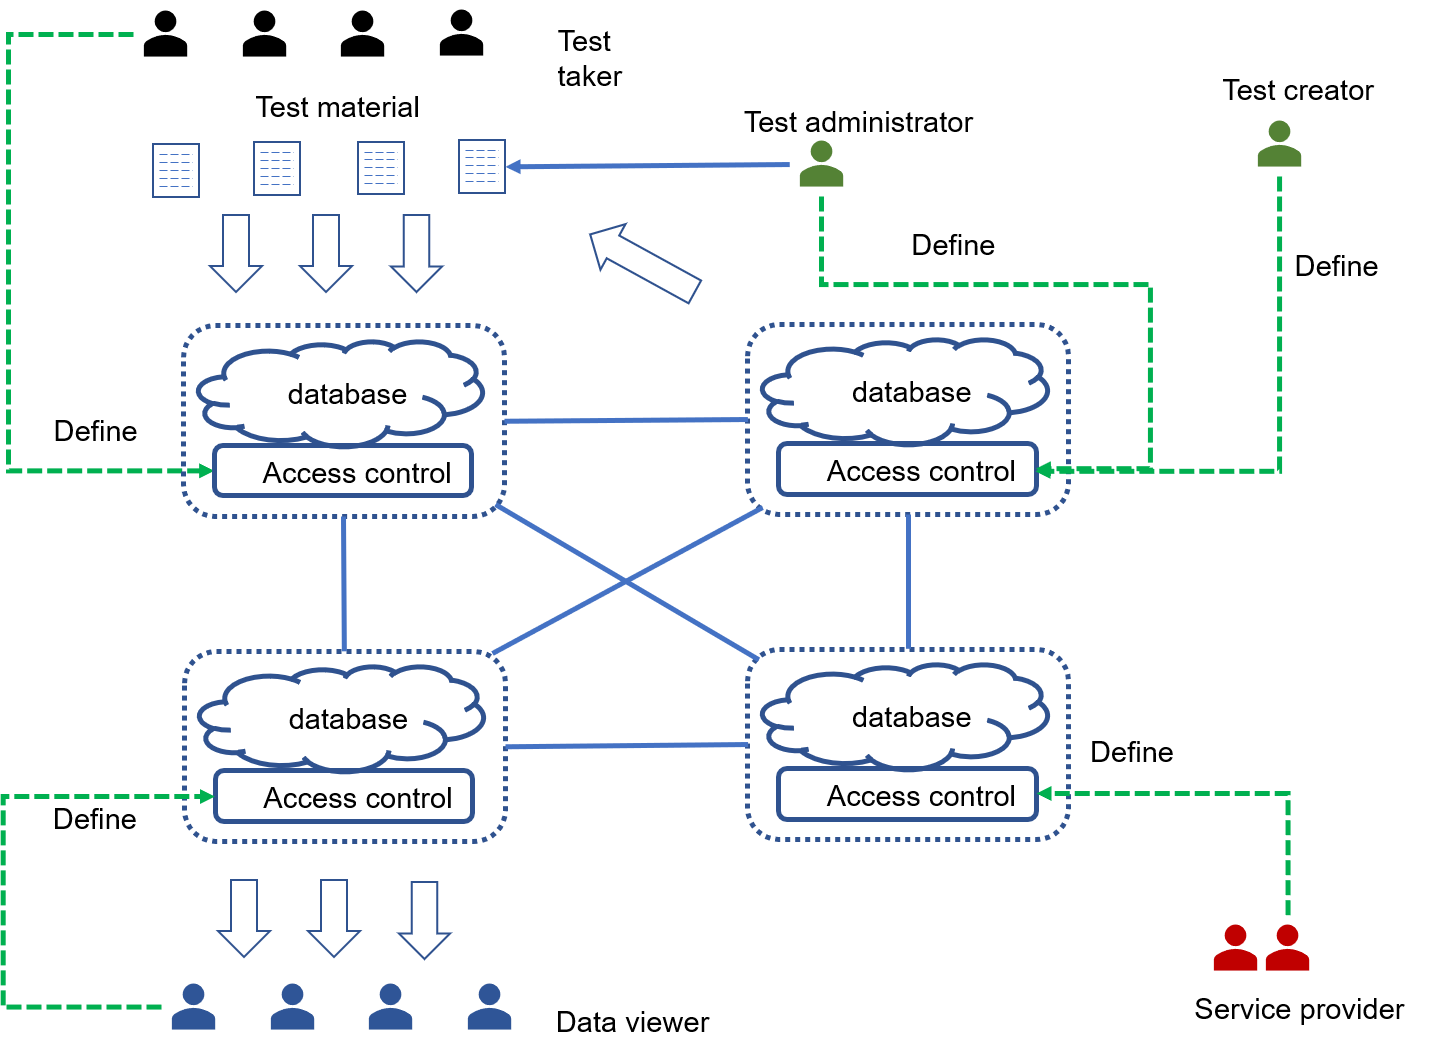 Test
taker
Test creator
Test material
Test administrator
Define
Define
database
database
Define
Access control
Access control
database
database
Define
Access control
Access control
Define
Data viewer
Service provider